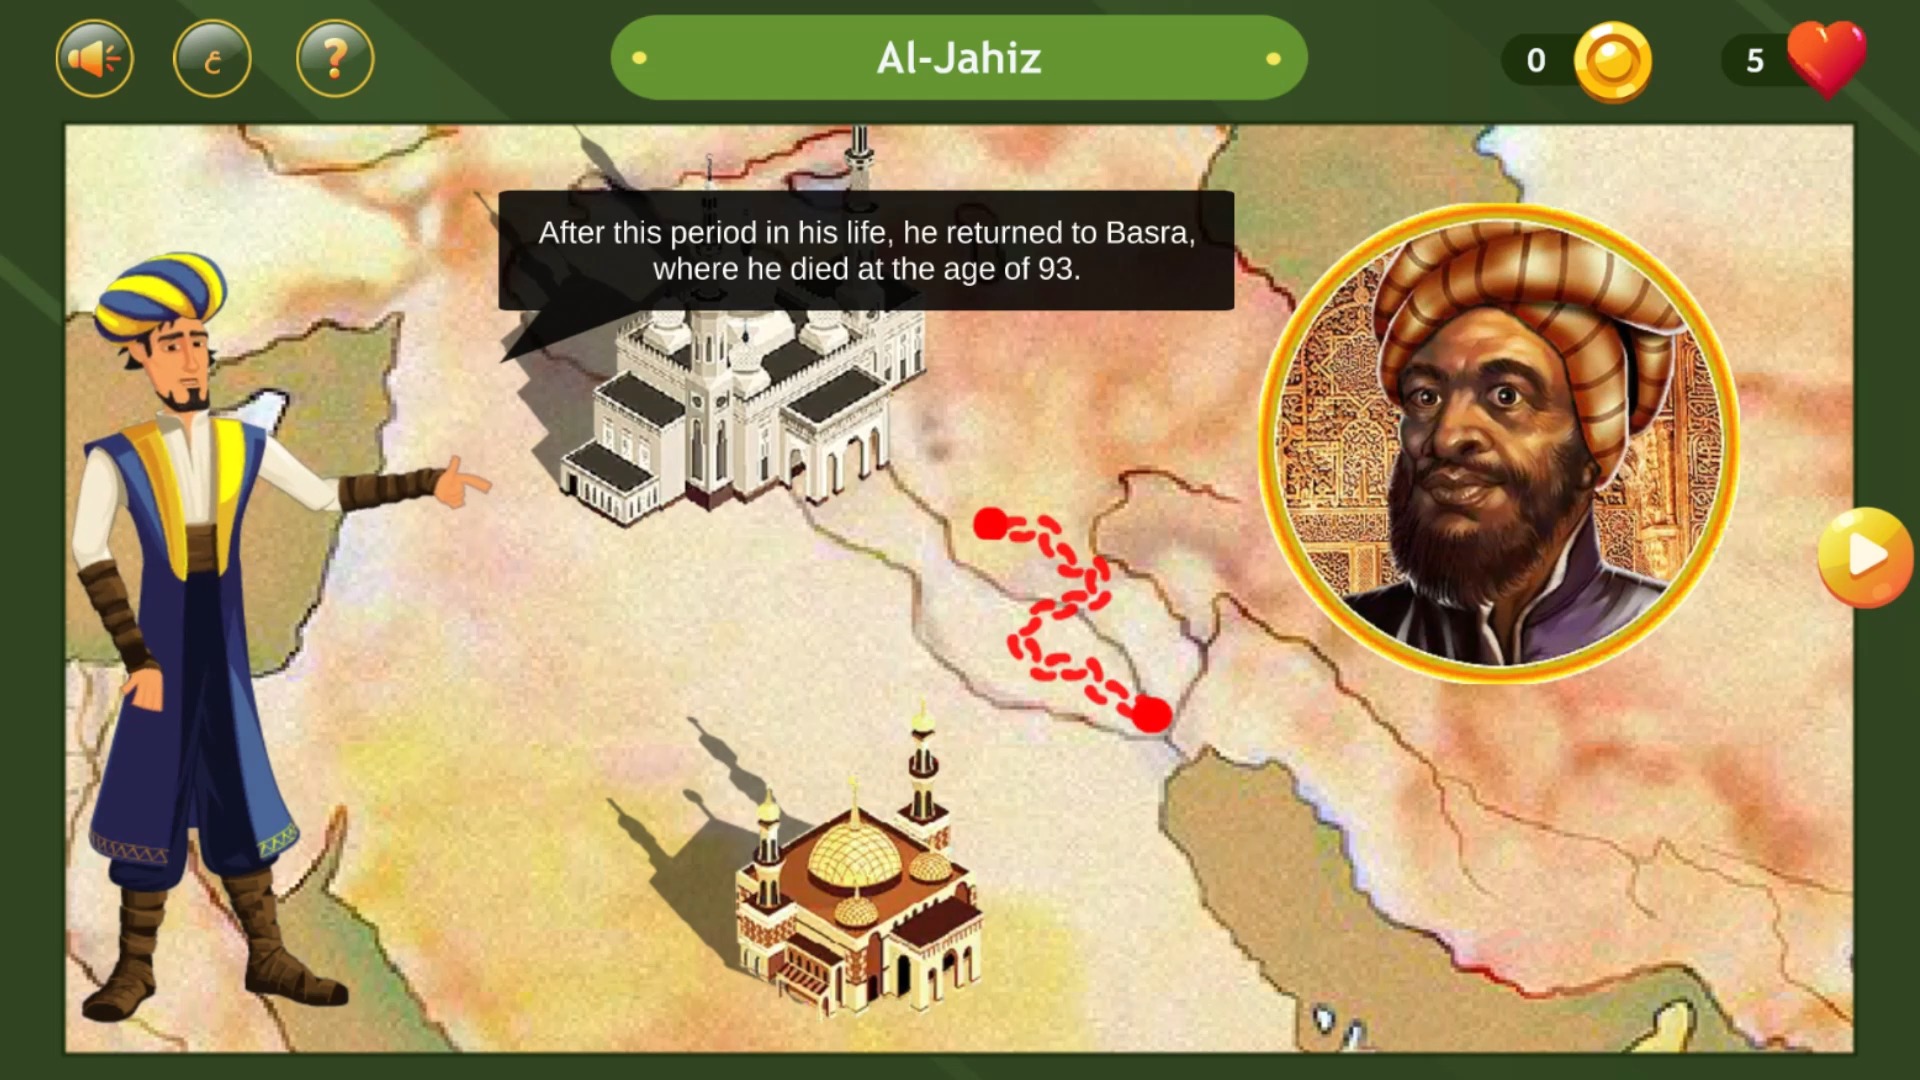 ع
?
Al-Jahiz
0
5
After this period in his life, he returned to Basra,
where he died at the age of 93.